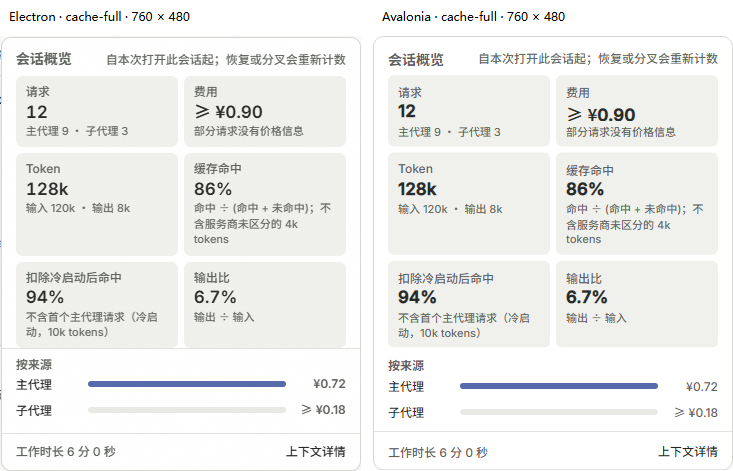 Electron · cache-full · 760 × 480
会话概览
自本次打开此会话起；恢复或分叉会重新计数
请求
12
主代理 9 · 子代理 3
费用
≥ ¥0.90
部分请求没有价格信息
Token
128k
输入 120k · 输出 8k
缓存命中
86%
命中 ÷ (命中 + 未命中)；不
含服务商未区分的 4k
tokens
扣除冷启动后命中
94%
不含首个主代理请求（冷启
动，10k tokens）
输出比
6.7%
输出 ÷ 输入
按来源
主代理
¥0.72
子代理
≥ ¥0.18
工作时长 6 分 0 秒
上下文详情
Avalonia · cache-full · 760 × 480
会话概览
自本次打开此会话起；恢复或分叉会重新计数
请求
12
主代理 9 · 子代理 3
费用
≥ ¥0.90
部分请求没有价格信息
Token
128k
输入 120k · 输出 8k
缓存命中
86%
命中 ÷ (命中 + 未命中)；不
含服务商未区分的 4k
tokens
扣除冷启动后命中
94%
不含首个主代理请求（冷启
动，10k tokens）
输出比
6.7%
输出 ÷ 输入
按来源
主代理
¥0.72
子代理
≥ ¥0.18
工作时长 6 分 0 秒
上下文详情